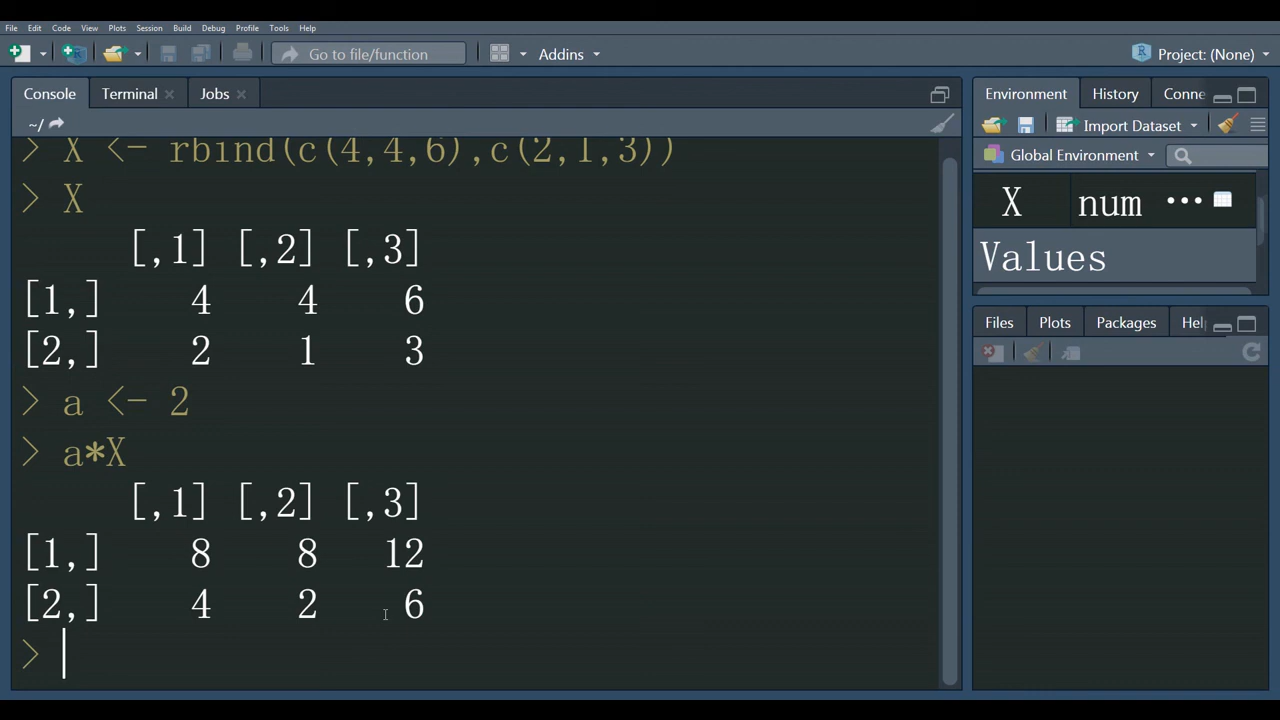 File Edit Code View Plots Session Build Debug Profile Tools Help
Go to file/function Addins Project: (None)
Console Terminal Jobs
~/
> X <- rbind(c(4,4,6),c(2,1,3))
> X
[,1] [,2] [,3]
[1,] 4 4 6
[2,] 2 1 3
> a <- 2
> a*X
[,1] [,2] [,3]
[1,] 8 8 12
[2,] 4 2 6
>
Environment History Conne
Import Dataset
Global Environment
X num ...
Values
Files Plots Packages Hel